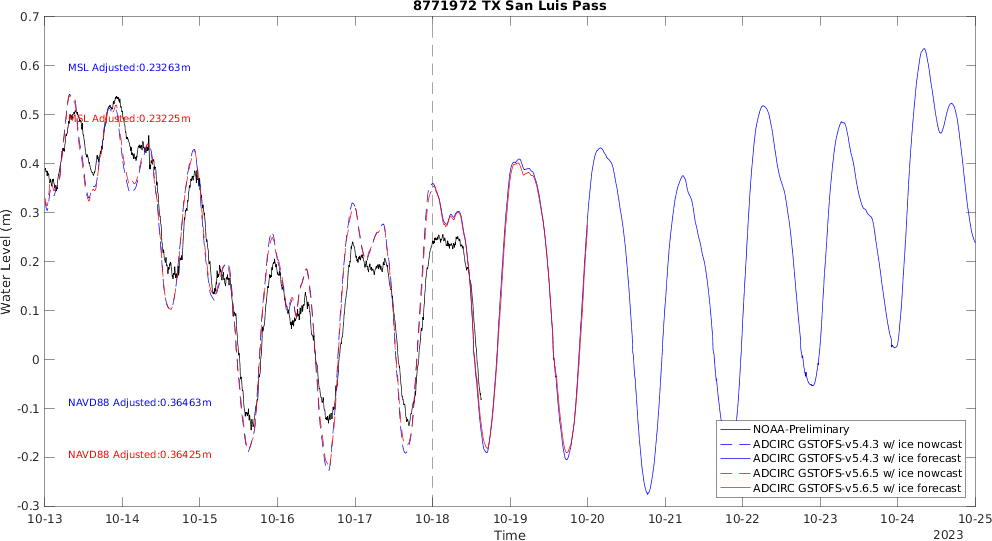 8771972 TX San Luis Pass
Water Level (m)
0.7
0.6
0.5
0.4
0.3
0.2
0.1
0
-0.1
-0.2
-0.3
MSL Adjusted:0.23263m
MSL Adjusted:0.23225m
NAVD88 Adjusted:0.36463m
NAVD88 Adjusted:0.36425m
NOAA-Preliminary
ADCIRC GSTOFS-v5.4.3 w/ ice nowcast
ADCIRC GSTOFS-v5.4.3 w/ ice forecast
ADCIRC GSTOFS-v5.6.5 w/ ice nowcast
ADCIRC GSTOFS-v5.6.5 w/ ice forecast
10-13 10-14 10-15 10-16 10-17 10-18 10-19 10-20 10-21 10-22 10-23 10-24 10-25
Time
2023